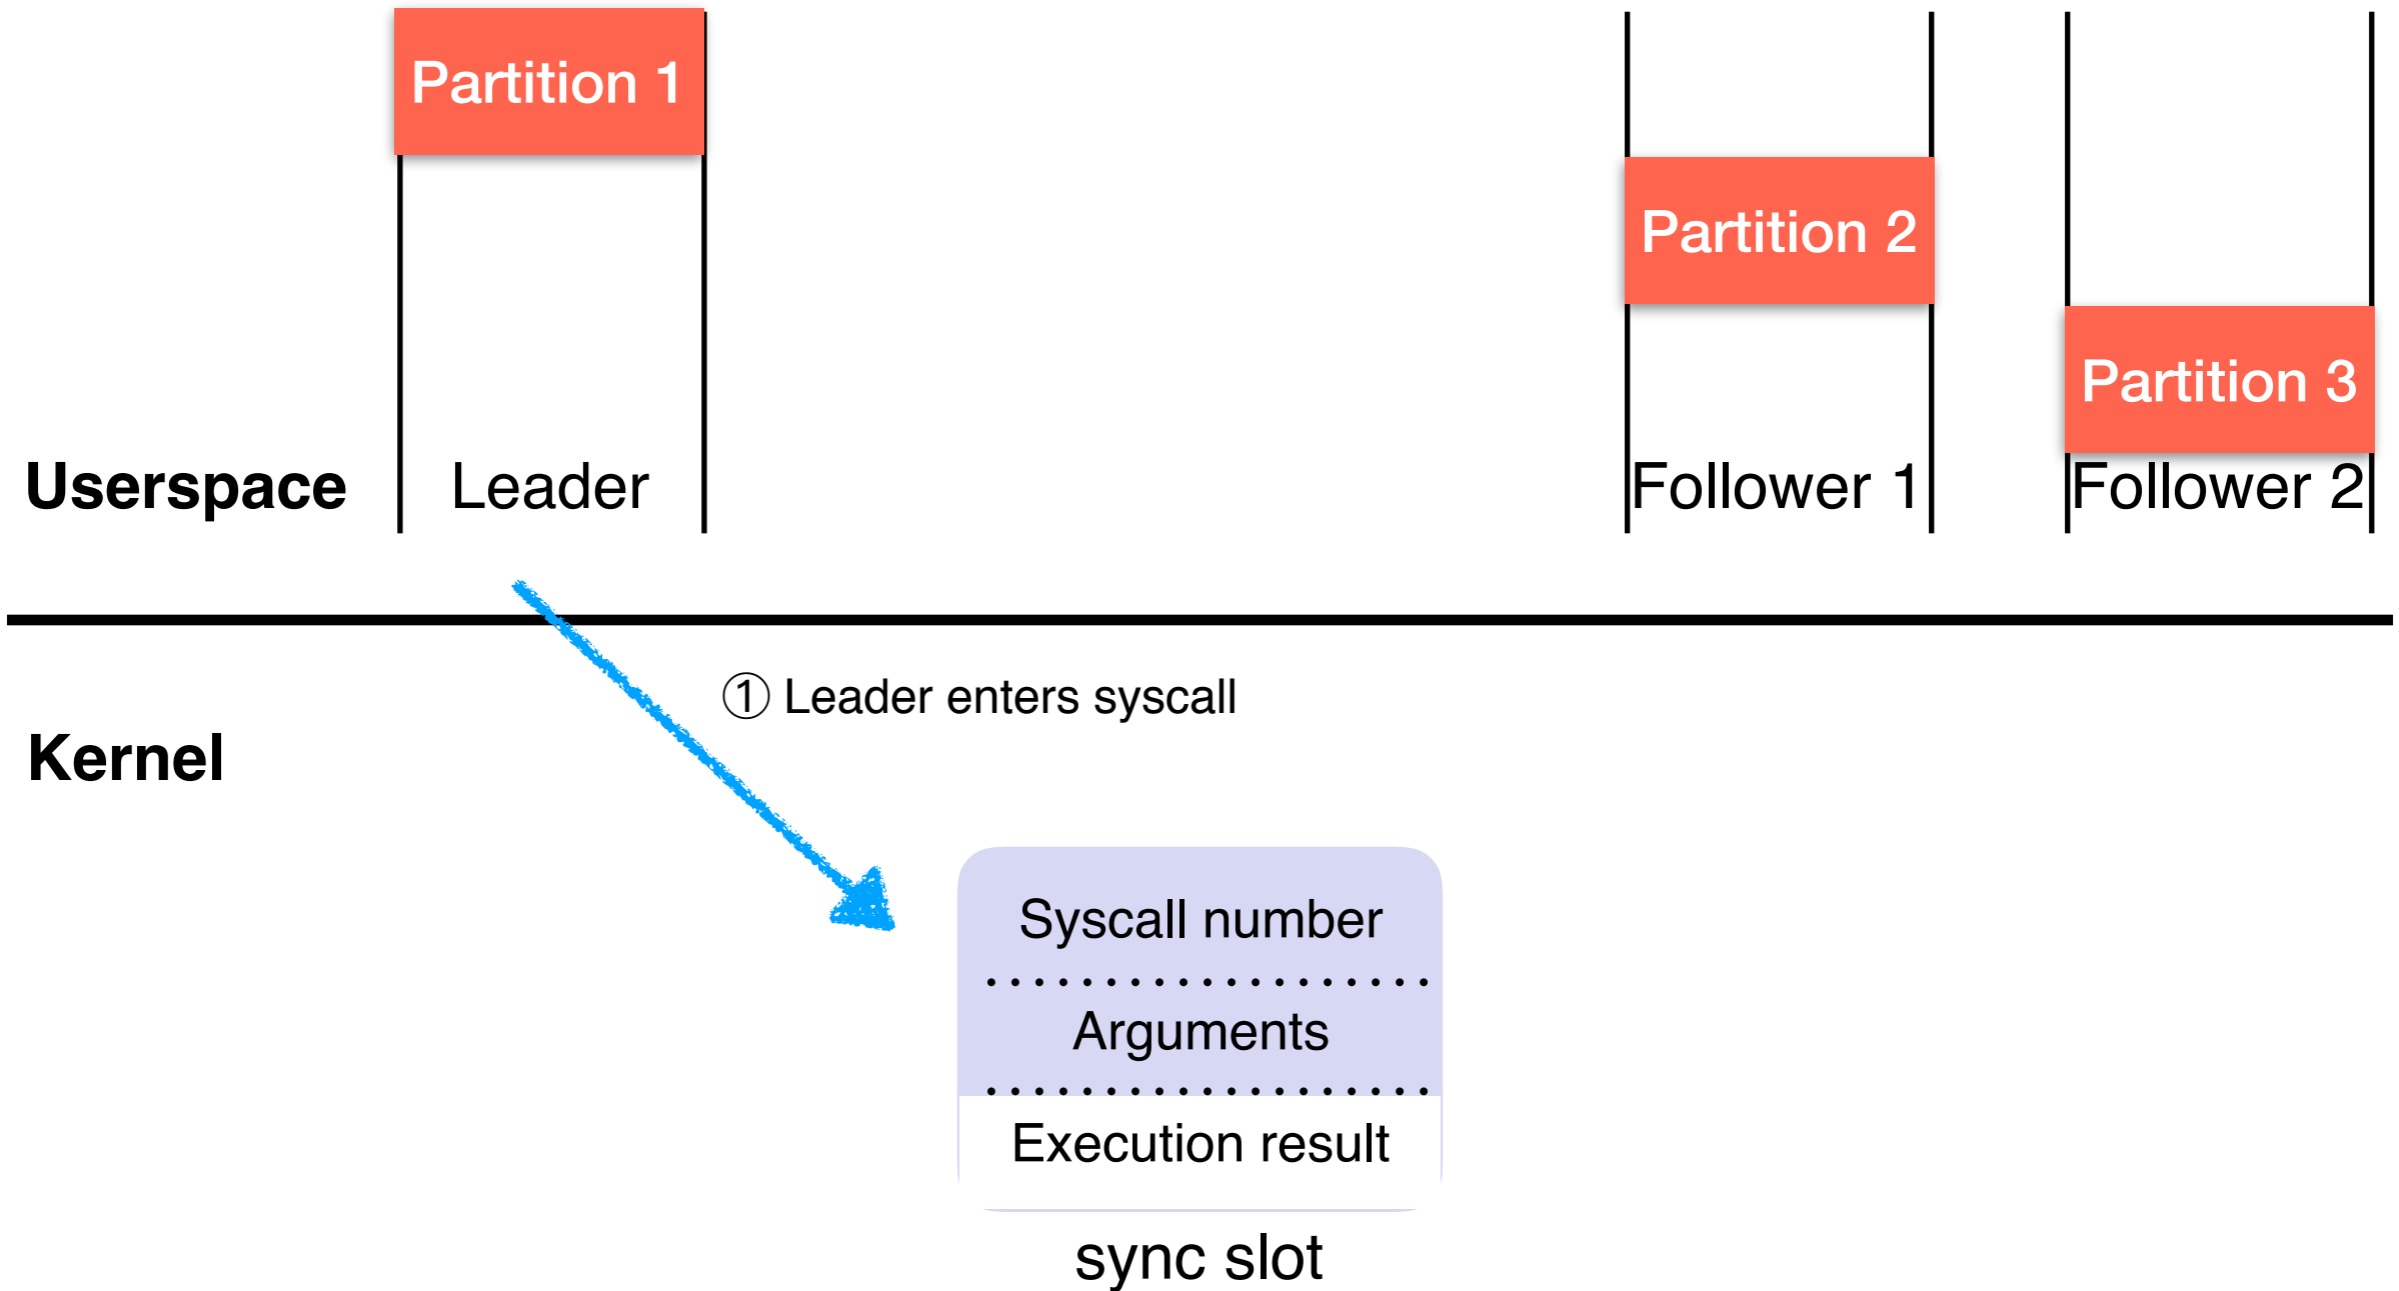 Partition 1
Partition 2
Partition 3
Userspace
Leader
Follower 1
Follower 2
① Leader enters syscall
Kernel
Syscall number
Arguments
Execution result
sync slot